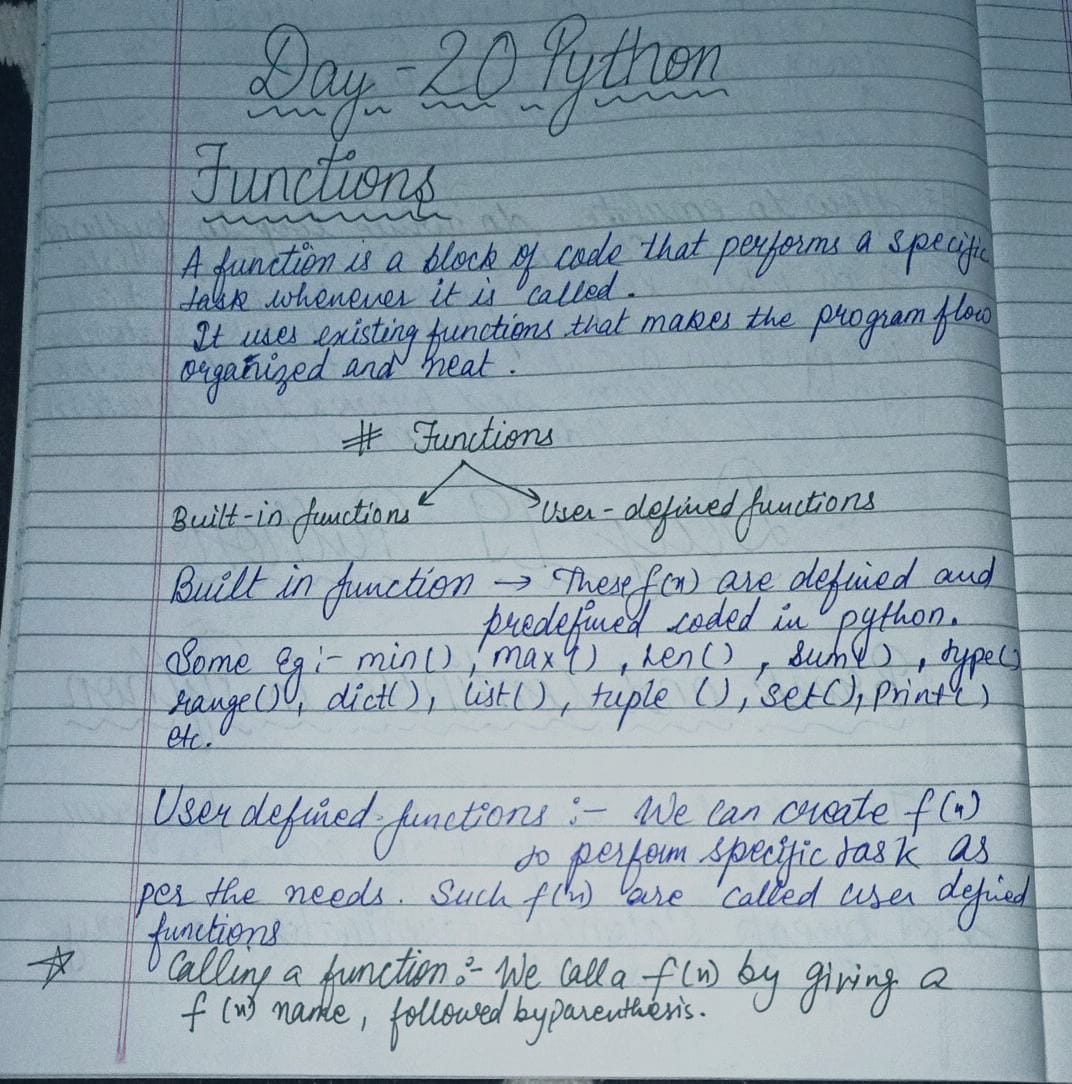 Day - 20 Python
Functions
A function is a block of code that performs a specific
task whenever it is called.
It uses existing functions that makes the program flow
organized and neat.
# Functions
Built-in functions User-defined functions
Built in function → These f(n) are defined and
predefined coded in python.
Some Eg:- min(), max(), len(), sum(), type()
range(), dict(), list(), tuple (), set(), print()
etc.
User defined functions :- We can create f(n)
to perform specific task as
per the needs. Such f(n) are called user defined
functions
☆ Calling a function :- We call a f(n) by giving a
f(n) name, followed by parenthesis.